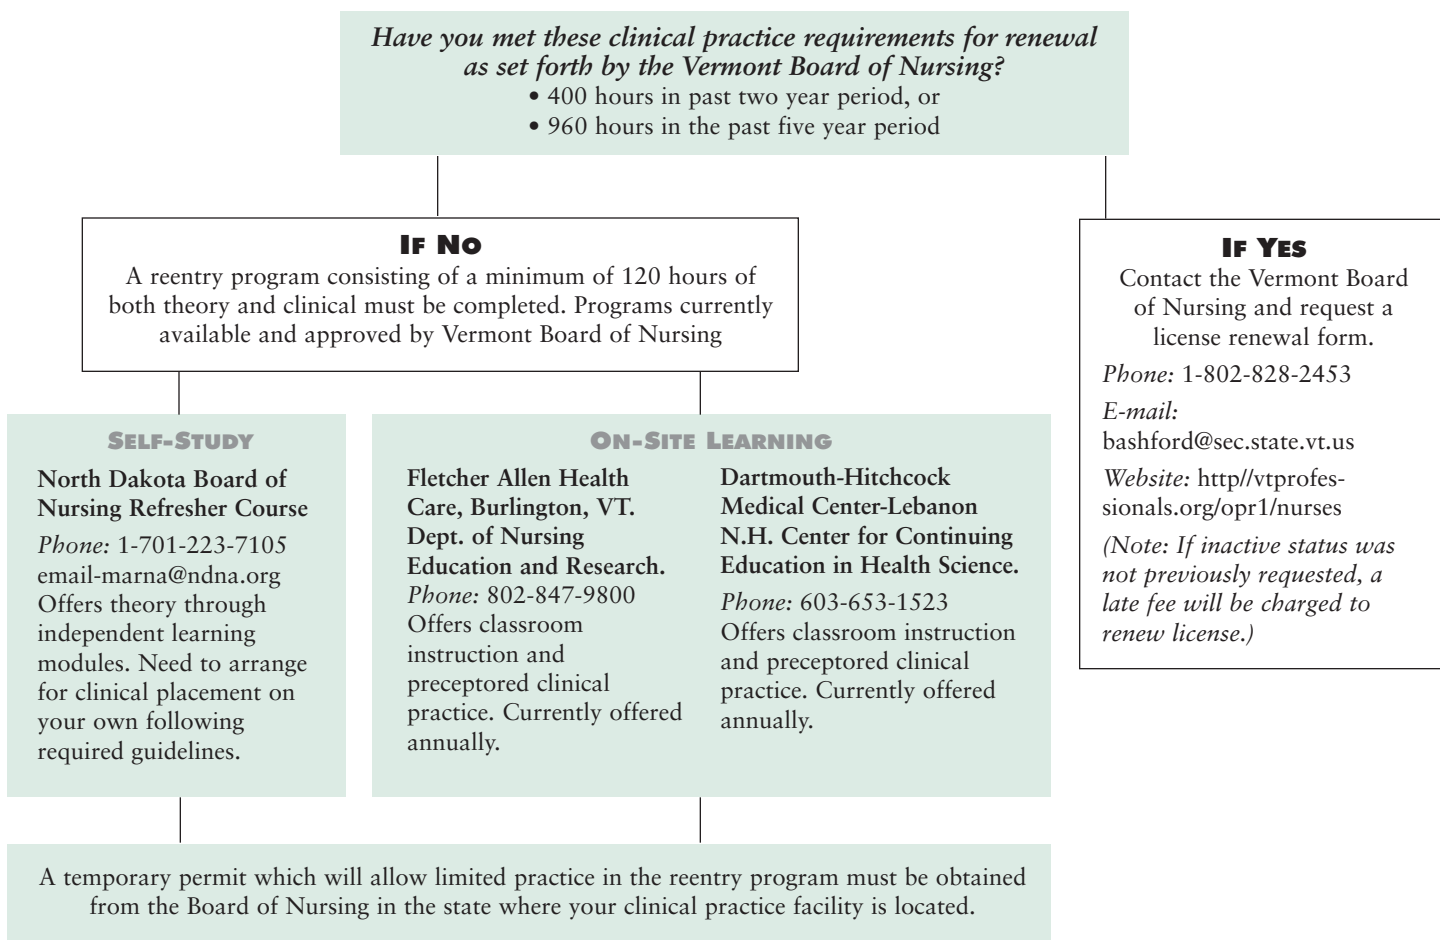 Have you met these clinical practice requirements for renewal
as set forth by the Vermont Board of Nursing?
• 400 hours in past two year period, or
• 960 hours in the past five year period
IF NO
A reentry program consisting of a minimum of 120 hours of
both theory and clinical must be completed. Programs currently
available and approved by Vermont Board of Nursing
IF YES
Contact the Vermont Board
of Nursing and request a
license renewal form.
Phone: 1-802-828-2453
E-mail:
bashford@sec.state.vt.us
Website: http//vtprofes-
sionals.org/opr1/nurses
(Note: If inactive status was
not previously requested, a
late fee will be charged to
renew license.)
SELF-STUDY
North Dakota Board of
Nursing Refresher Course
Phone: 1-701-223-7105
email-marna@ndna.org
Offers theory through
independent learning
modules. Need to arrange
for clinical placement on
your own following
required guidelines.
ON-SITE LEARNING
Fletcher Allen Health
Care, Burlington, VT.
Dept. of Nursing
Education and Research.
Phone: 802-847-9800
Offers classroom
instruction and
preceptored clinical
practice. Currently offered
annually.
Dartmouth-Hitchcock
Medical Center-Lebanon
N.H. Center for Continuing
Education in Health Science.
Phone: 603-653-1523
Offers classroom instruction
and preceptored clinical
practice. Currently offered
annually.
A temporary permit which will allow limited practice in the reentry program must be obtained
from the Board of Nursing in the state where your clinical practice facility is located.